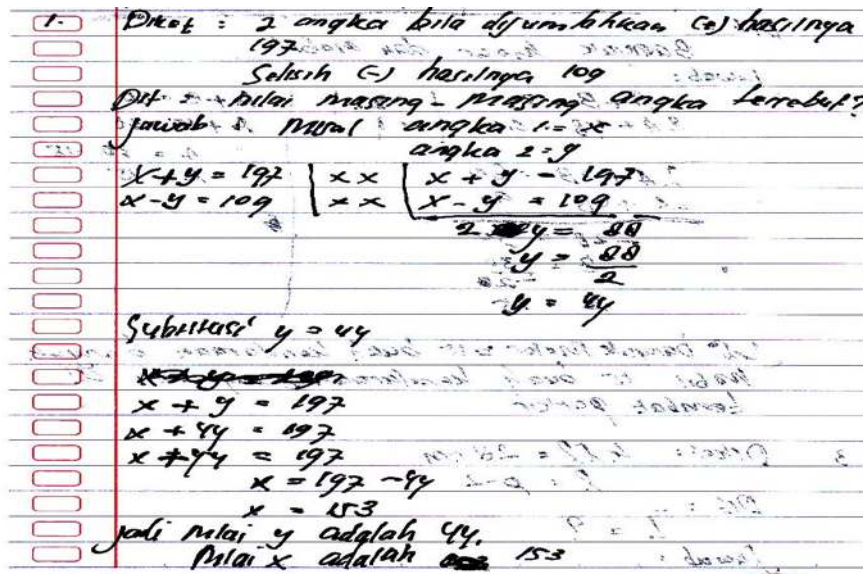 1. Diket : 2 angka bila dijumlahkan (+) hasilnya
197
Selisih (-) hasilnya 109
Dit : nilai masing-masing angka tersebut?
Jawab : Misal angka 1 = x
angka 2 = y
x + y = 197 | x x | x + y = 197
x - y = 109 | x x | x - y = 109
2 y = 88
y = 88
2
y = 44
Subtitusi y = 44
x + y = 197
x + 44 = 197
x + 44 = 197
x = 197 - 44
x = 153
Jadi nilai y adalah 44.
Nilai x adalah 153